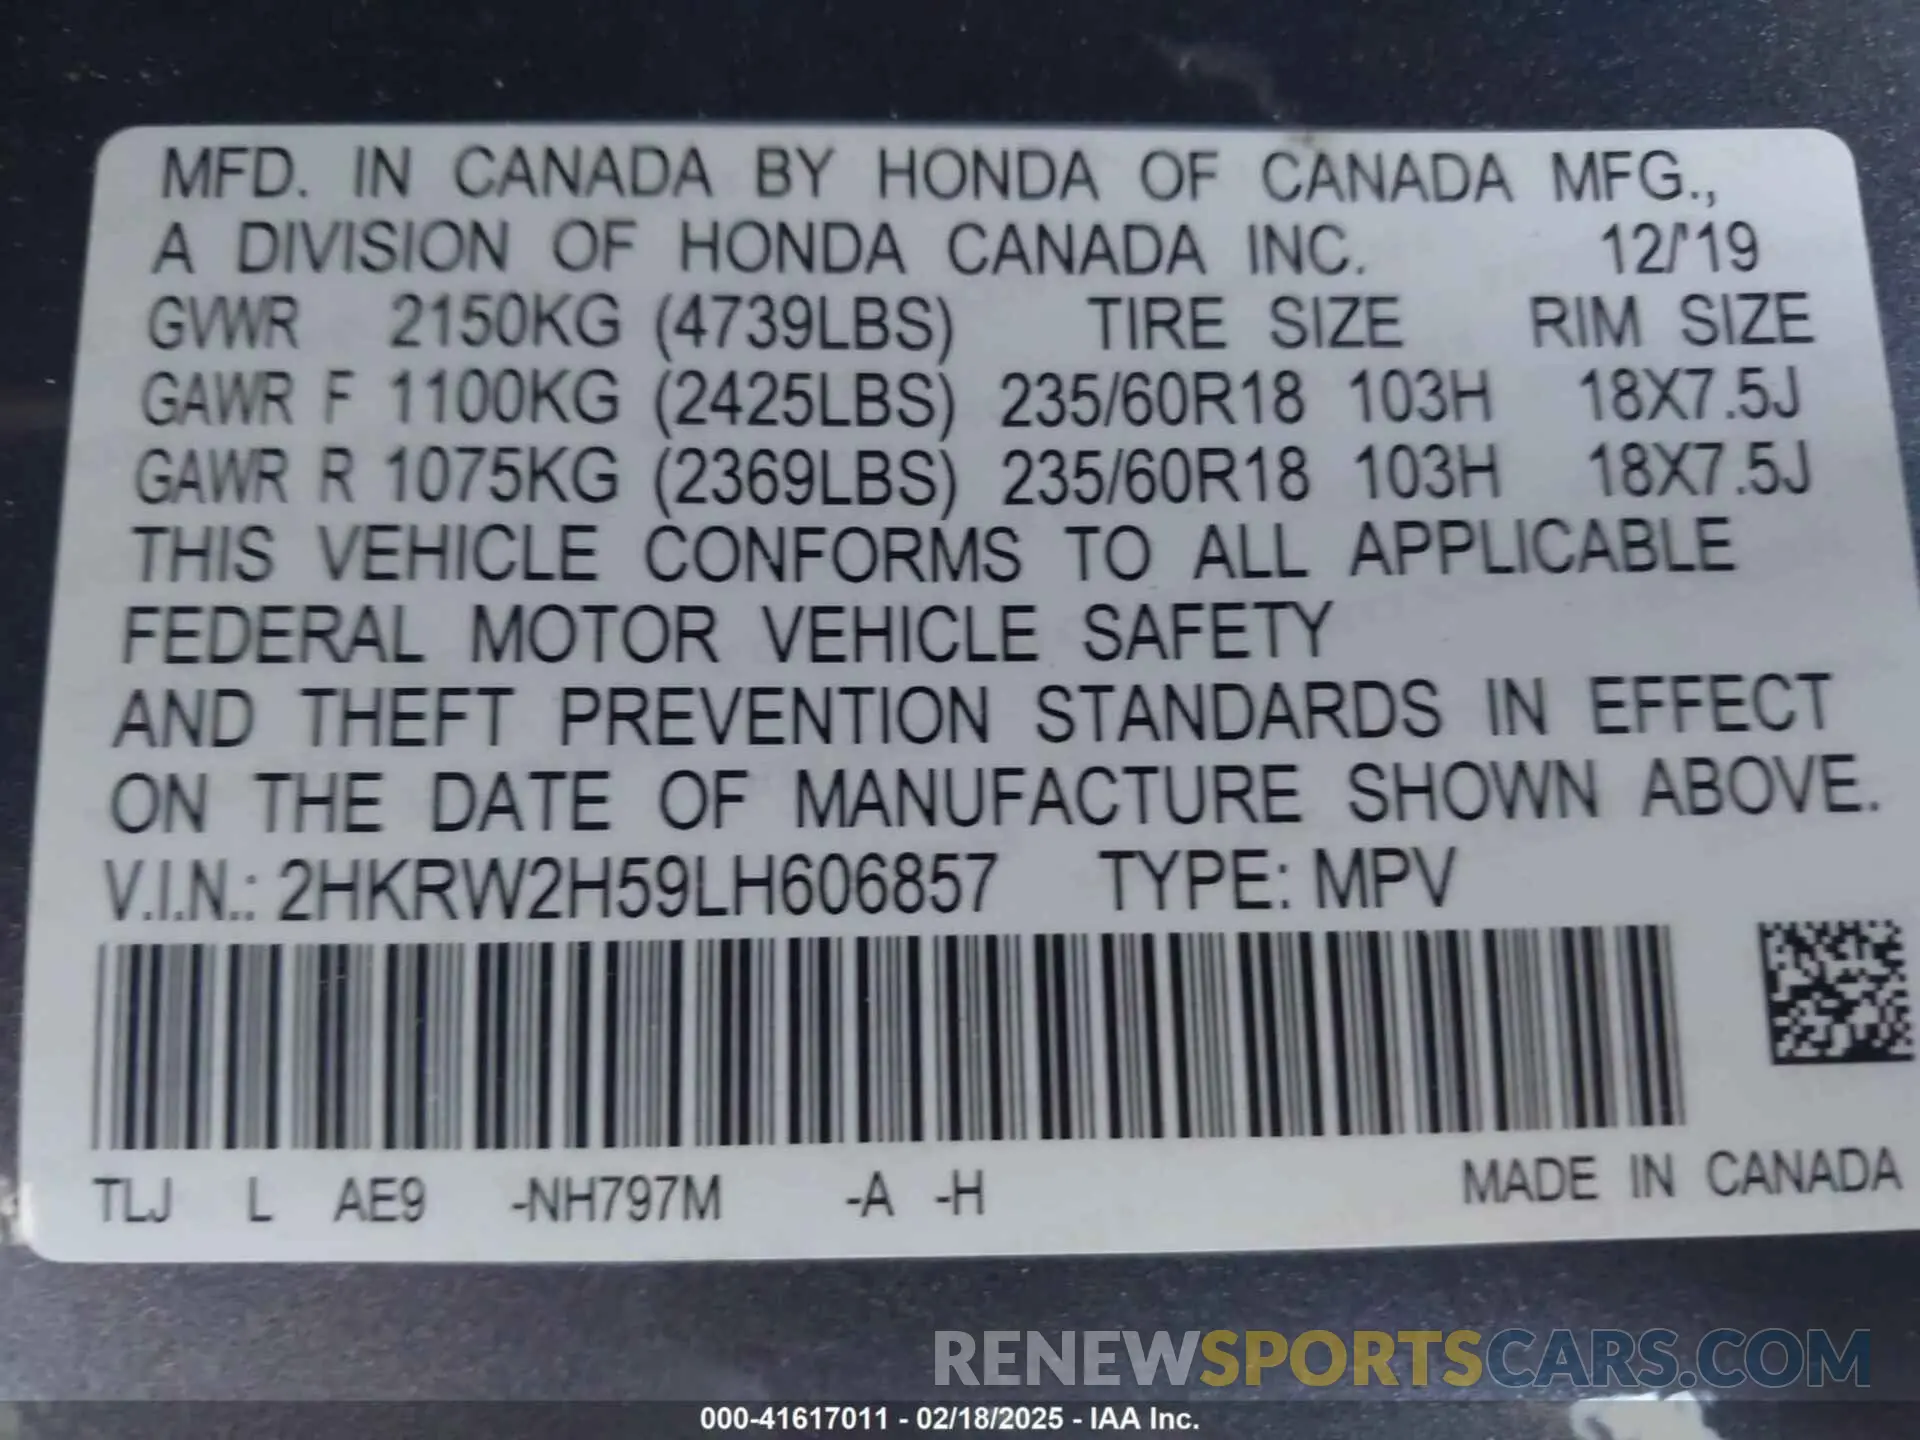 MFD. IN CANADA BY HONDA OF CANADA MFG.,
A DIVISION OF HONDA CANADA INC. 12/'19
GVWR 2150KG (4739LBS) TIRE SIZE RIM SIZE
GAWR F 1100KG (2425LBS) 235/60R18 103H 18X7.5J
GAWR R 1075KG (2369LBS) 235/60R18 103H 18X7.5J
THIS VEHICLE CONFORMS TO ALL APPLICABLE
FEDERAL MOTOR VEHICLE SAFETY
AND THEFT PREVENTION STANDARDS IN EFFECT
ON THE DATE OF MANUFACTURE SHOWN ABOVE.
V.I.N.: 2HKRW2H59LH606857 TYPE: MPV
TLJ L AE9 -NH797M -A -H MADE IN CANADA
RENEWSPORTSCARS.COM
000-41617011 - 02/18/2025 - IAA Inc.